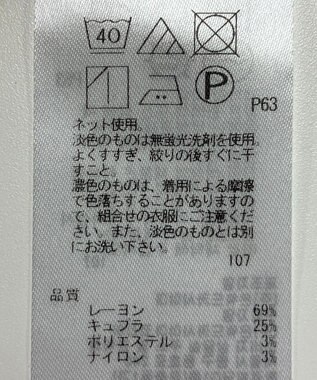 40
P
P63
ネット使用。
淡色のものは無蛍光洗剤を使用。
よくすすぎ、絞りの後すぐに干
すこと。
濃色のものは、着用による摩擦
で色落ちすることがありますの
で、組合せの衣服にご注意くだ
さい。また、淡色のものとは別
にお洗い下さい。
107
品質
レーヨン 69%
キュプラ 25%
ポリエステル 3%
ナイロン 3%